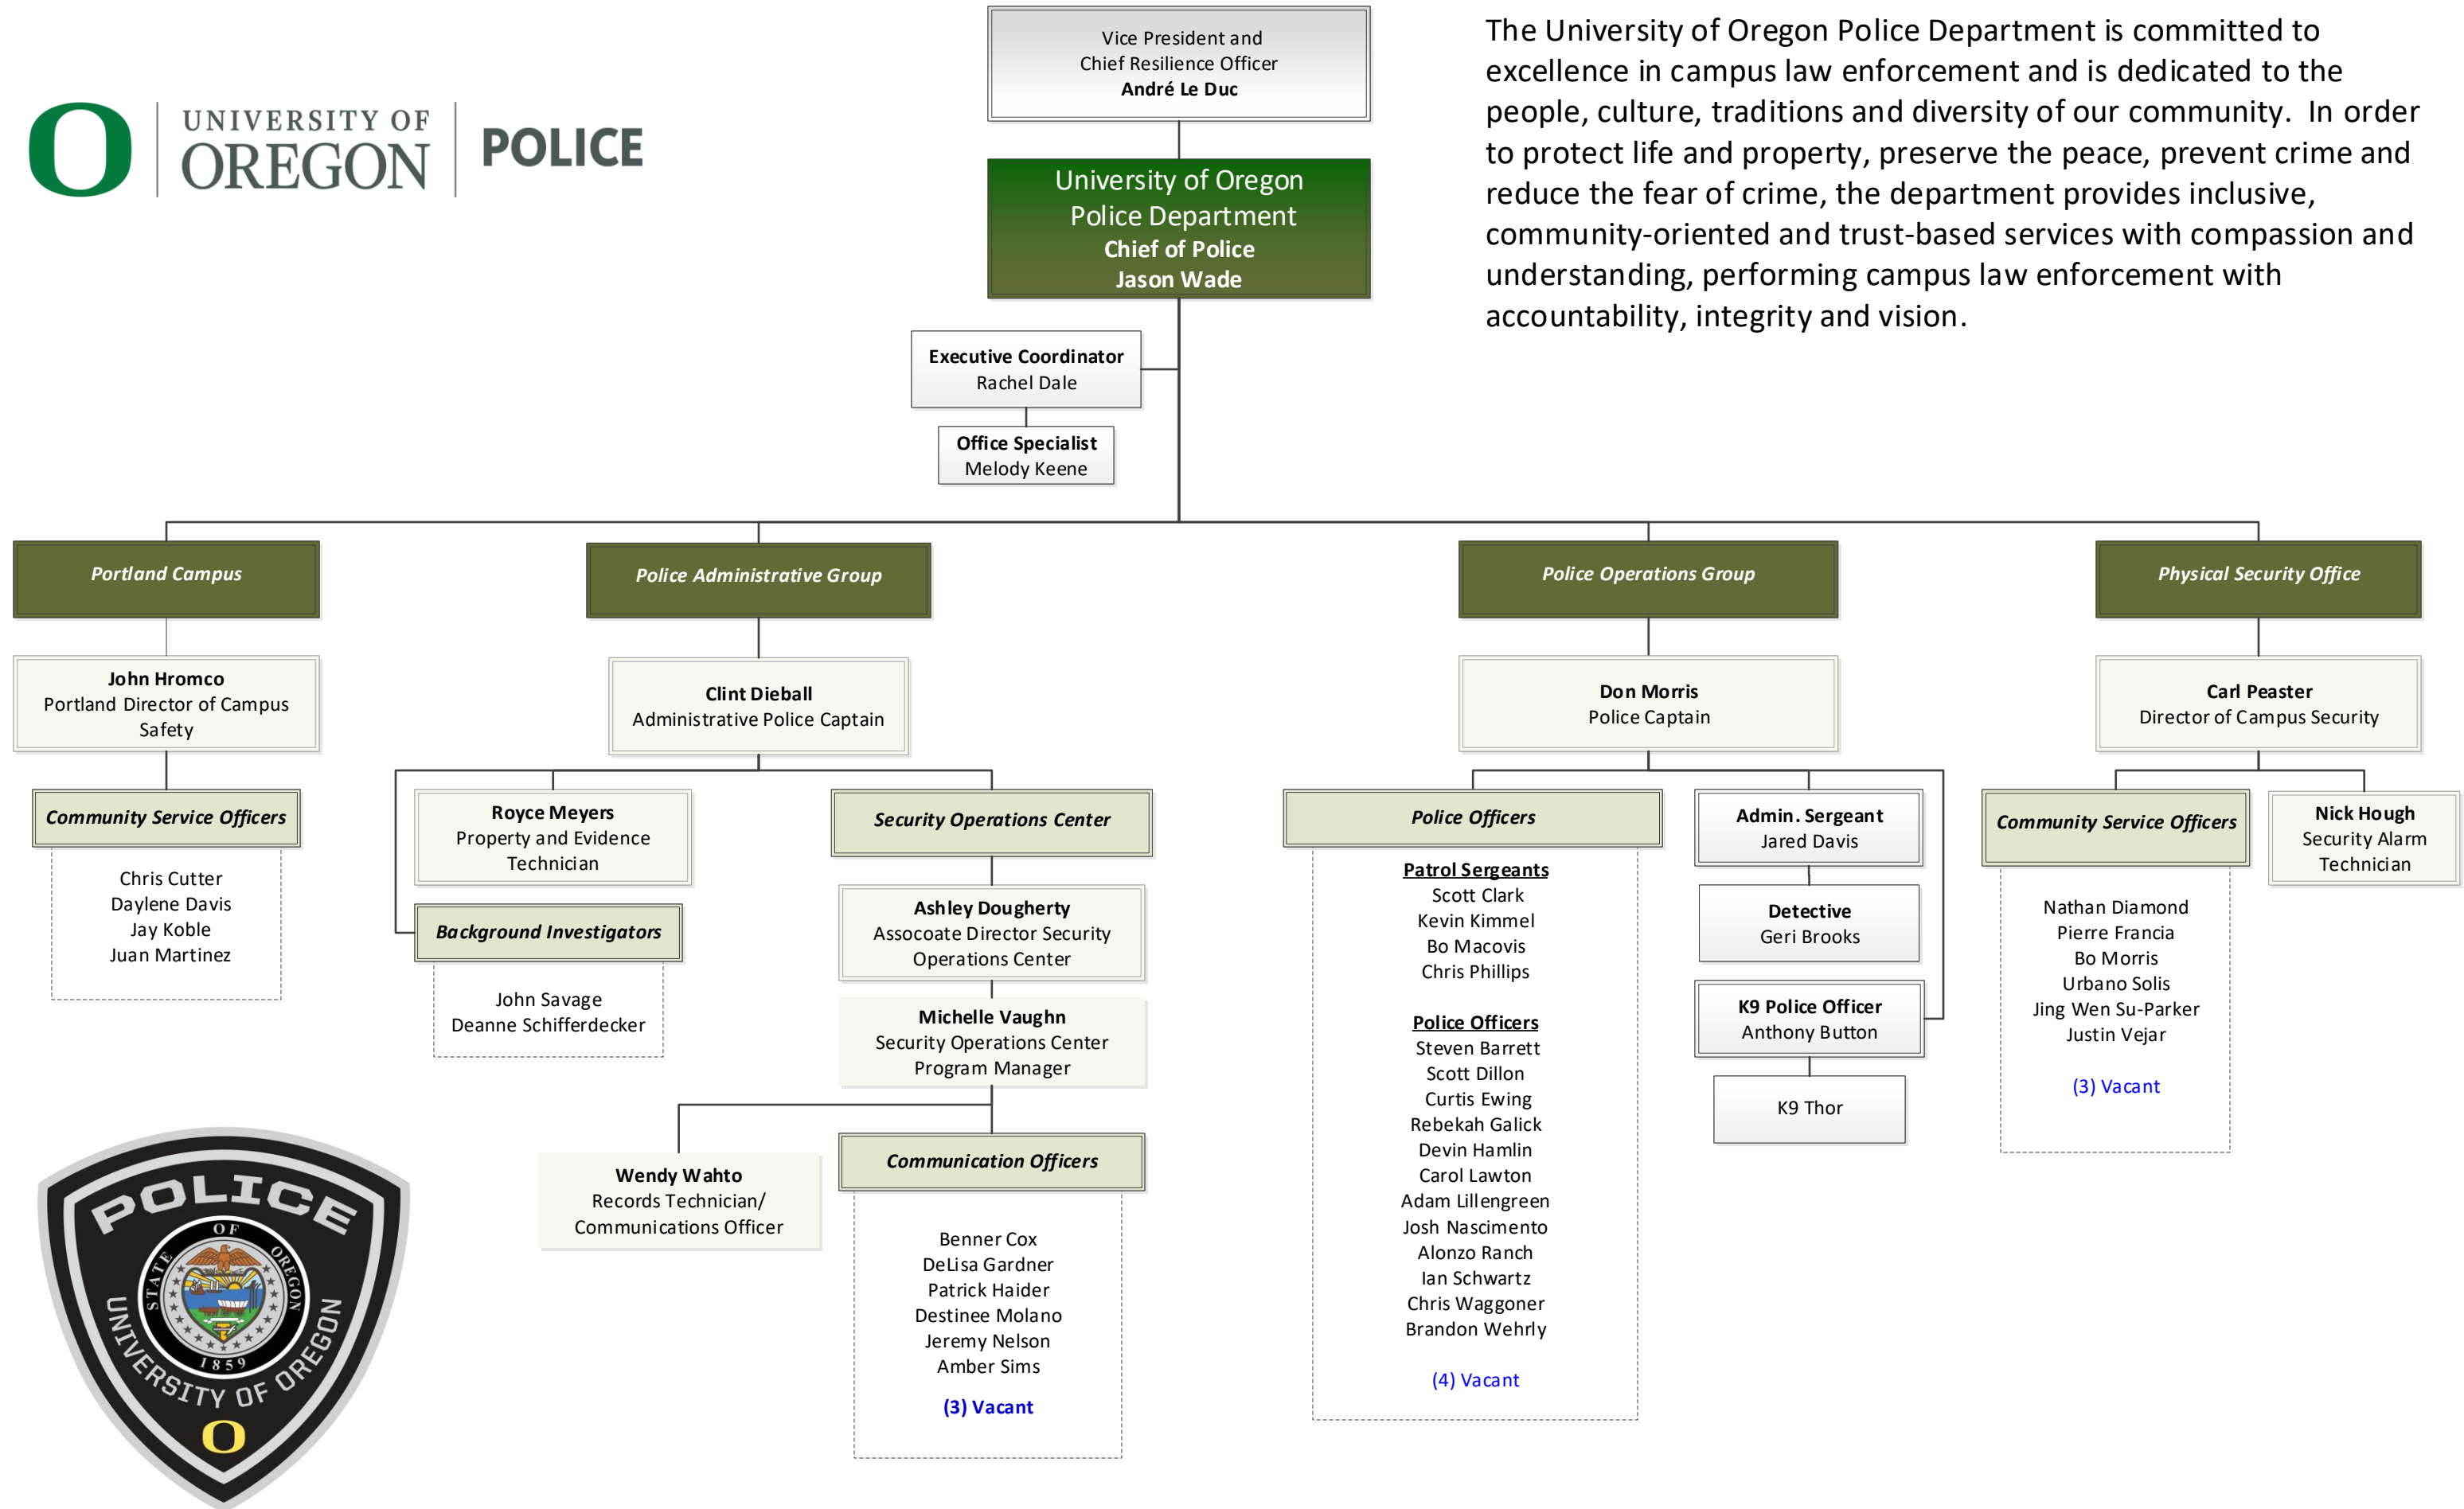 UNIVERSITY OF
OREGON
POLICE
Vice President and
Chief Resilience Officer
André Le Duc
University of Oregon
Police Department
Chief of Police
Jason Wade
The University of Oregon Police Department is committed to
excellence in campus law enforcement and is dedicated to the
people, culture, traditions and diversity of our community.  In order
to protect life and property, preserve the peace, prevent crime and
reduce the fear of crime, the department provides inclusive,
community-oriented and trust-based services with compassion and
understanding, performing campus law enforcement with
accountability, integrity and vision.
Executive Coordinator
Rachel Dale
Office Specialist
Melody Keene
Portland Campus
John Hromco
Portland Director of Campus
Safety
Community Service Officers
Chris Cutter
Daylene Davis
Jay Koble
Juan Martinez
Police Administrative Group
Clint Dieball
Administrative Police Captain
Royce Meyers
Property and Evidence
Technician
Background Investigators
John Savage
Deanne Schifferdecker
Security Operations Center
Ashley Dougherty
Assocoate Director Security
Operations Center
Michelle Vaughn
Security Operations Center
Program Manager
Wendy Wahto
Records Technician/
Communications Officer
Communication Officers
Benner Cox
DeLisa Gardner
Patrick Haider
Destinee Molano
Jeremy Nelson
Amber Sims
(3) Vacant
Police Operations Group
Don Morris
Police Captain
Police Officers
Patrol Sergeants
Scott Clark
Kevin Kimmel
Bo Macovis
Chris Phillips
Police Officers
Steven Barrett
Scott Dillon
Curtis Ewing
Rebekah Galick
Devin Hamlin
Carol Lawton
Adam Lillengreen
Josh Nascimento
Alonzo Ranch
Ian Schwartz
Chris Waggoner
Brandon Wehrly
(4) Vacant
Admin. Sergeant
Jared Davis
Detective
Geri Brooks
K9 Police Officer
Anthony Button
K9 Thor
Physical Security Office
Carl Peaster
Director of Campus Security
Community Service Officers
Nathan Diamond
Pierre Francia
Bo Morris
Urbano Solis
Jing Wen Su-Parker
Justin Vejar
(3) Vacant
Nick Hough
Security Alarm
Technician
POLICE
STATE OF OREGON
1859
UNIVERSITY OF OREGON
O